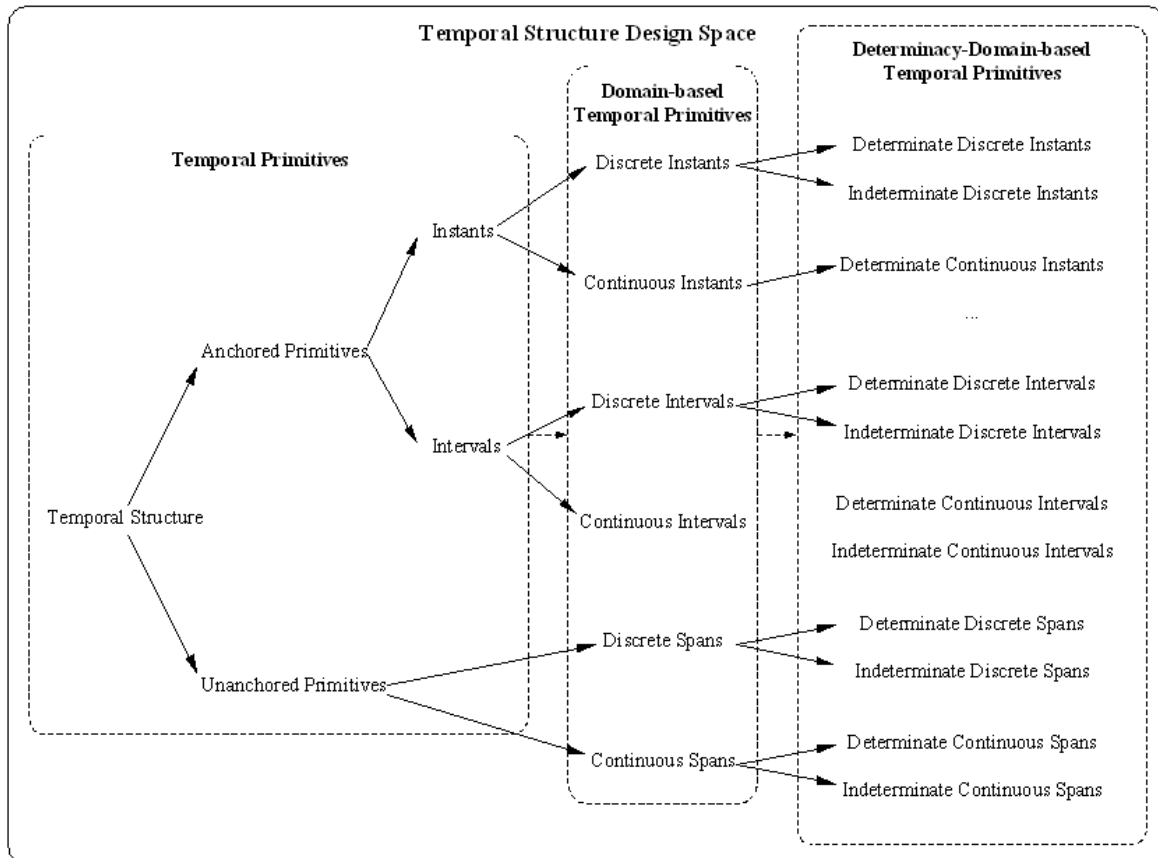 Temporal Structure Design Space
Determinacy-Domain-based
Temporal Primitives
Domain-based
Temporal Primitives
Temporal Primitives
Temporal Structure
Anchored Primitives
Unanchored Primitives
Instants
Intervals
Discrete Instants
Continuous Instants
Discrete Intervals
Continuous Intervals
Discrete Spans
Continuous Spans
Determinate Discrete Instants
Indeterminate Discrete Instants
Determinate Continuous Instants
...
Determinate Discrete Intervals
Indeterminate Discrete Intervals
Determinate Continuous Intervals
Indeterminate Continuous Intervals
Determinate Discrete Spans
Indeterminate Discrete Spans
Determinate Continuous Spans
Indeterminate Continuous Spans